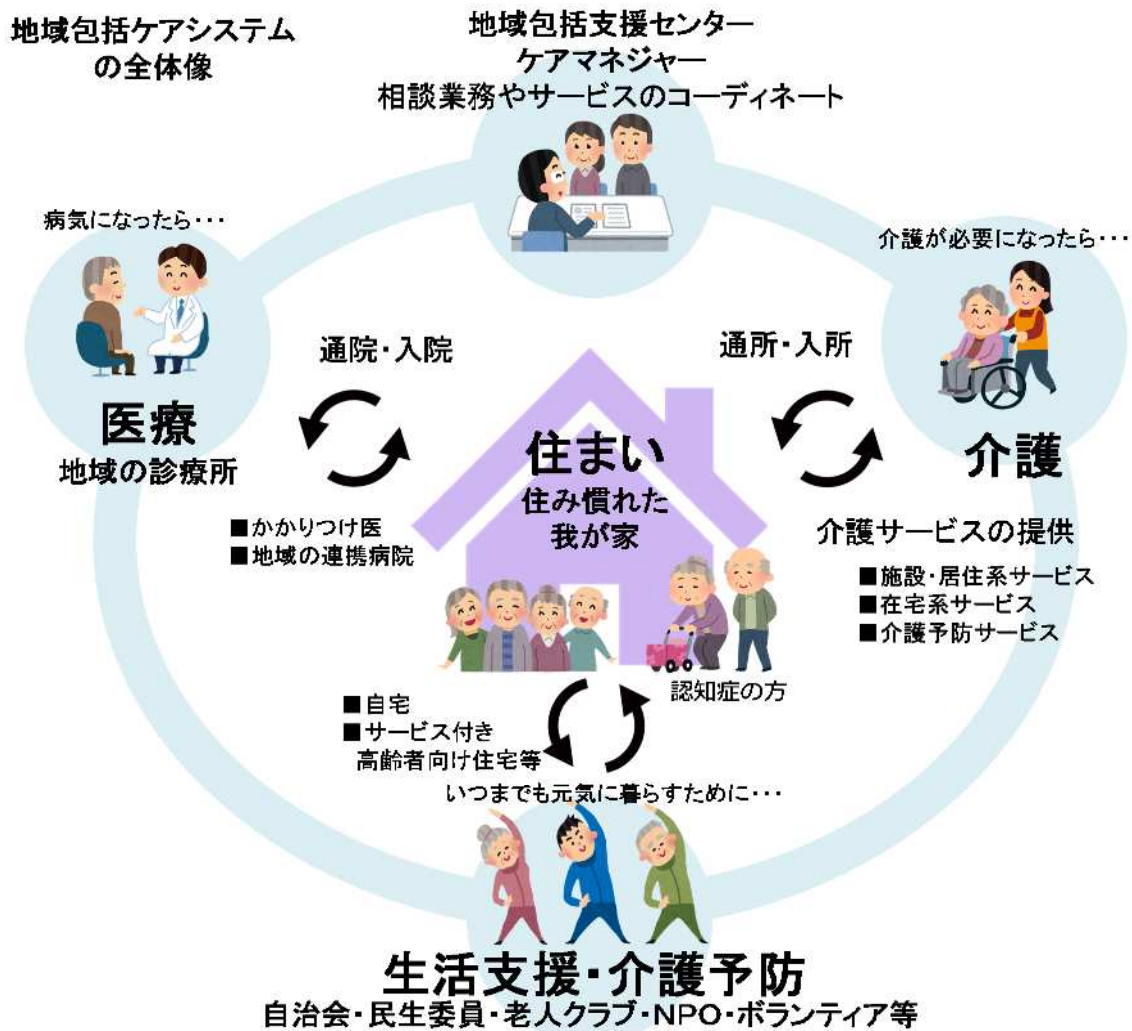 地域包括ケアシステム
の全体像
地域包括支援センター
ケアマネジャー
相談業務やサービスのコーディネート
病気になったら・・・
介護が必要になったら・・・
通院・入院
通所・入所
医療
地域の診療所
■かかりつけ医
■地域の連携病院
住まい
住み慣れた
我が家
介護
介護サービスの提供
■施設・居住系サービス
■在宅系サービス
■介護予防サービス
認知症の方
■自宅
■サービス付き
高齢者向け住宅等
いつまでも元気に暮らすために・・・
生活支援・介護予防
自治会・民生委員・老人クラブ・NPO・ボランティア等